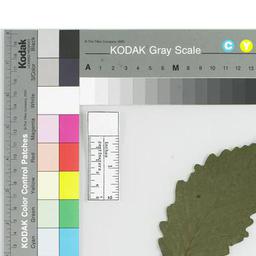 © The Tiffen Company, 2000
KODAK Gray Scale
C Y
A 1 2 3 4 5 6 M 8 9 10 11 12 13
Kodak
KODAK Color Control Patches
Black
3/Color
White
Magenta
Red
Yellow
Green
Cyan